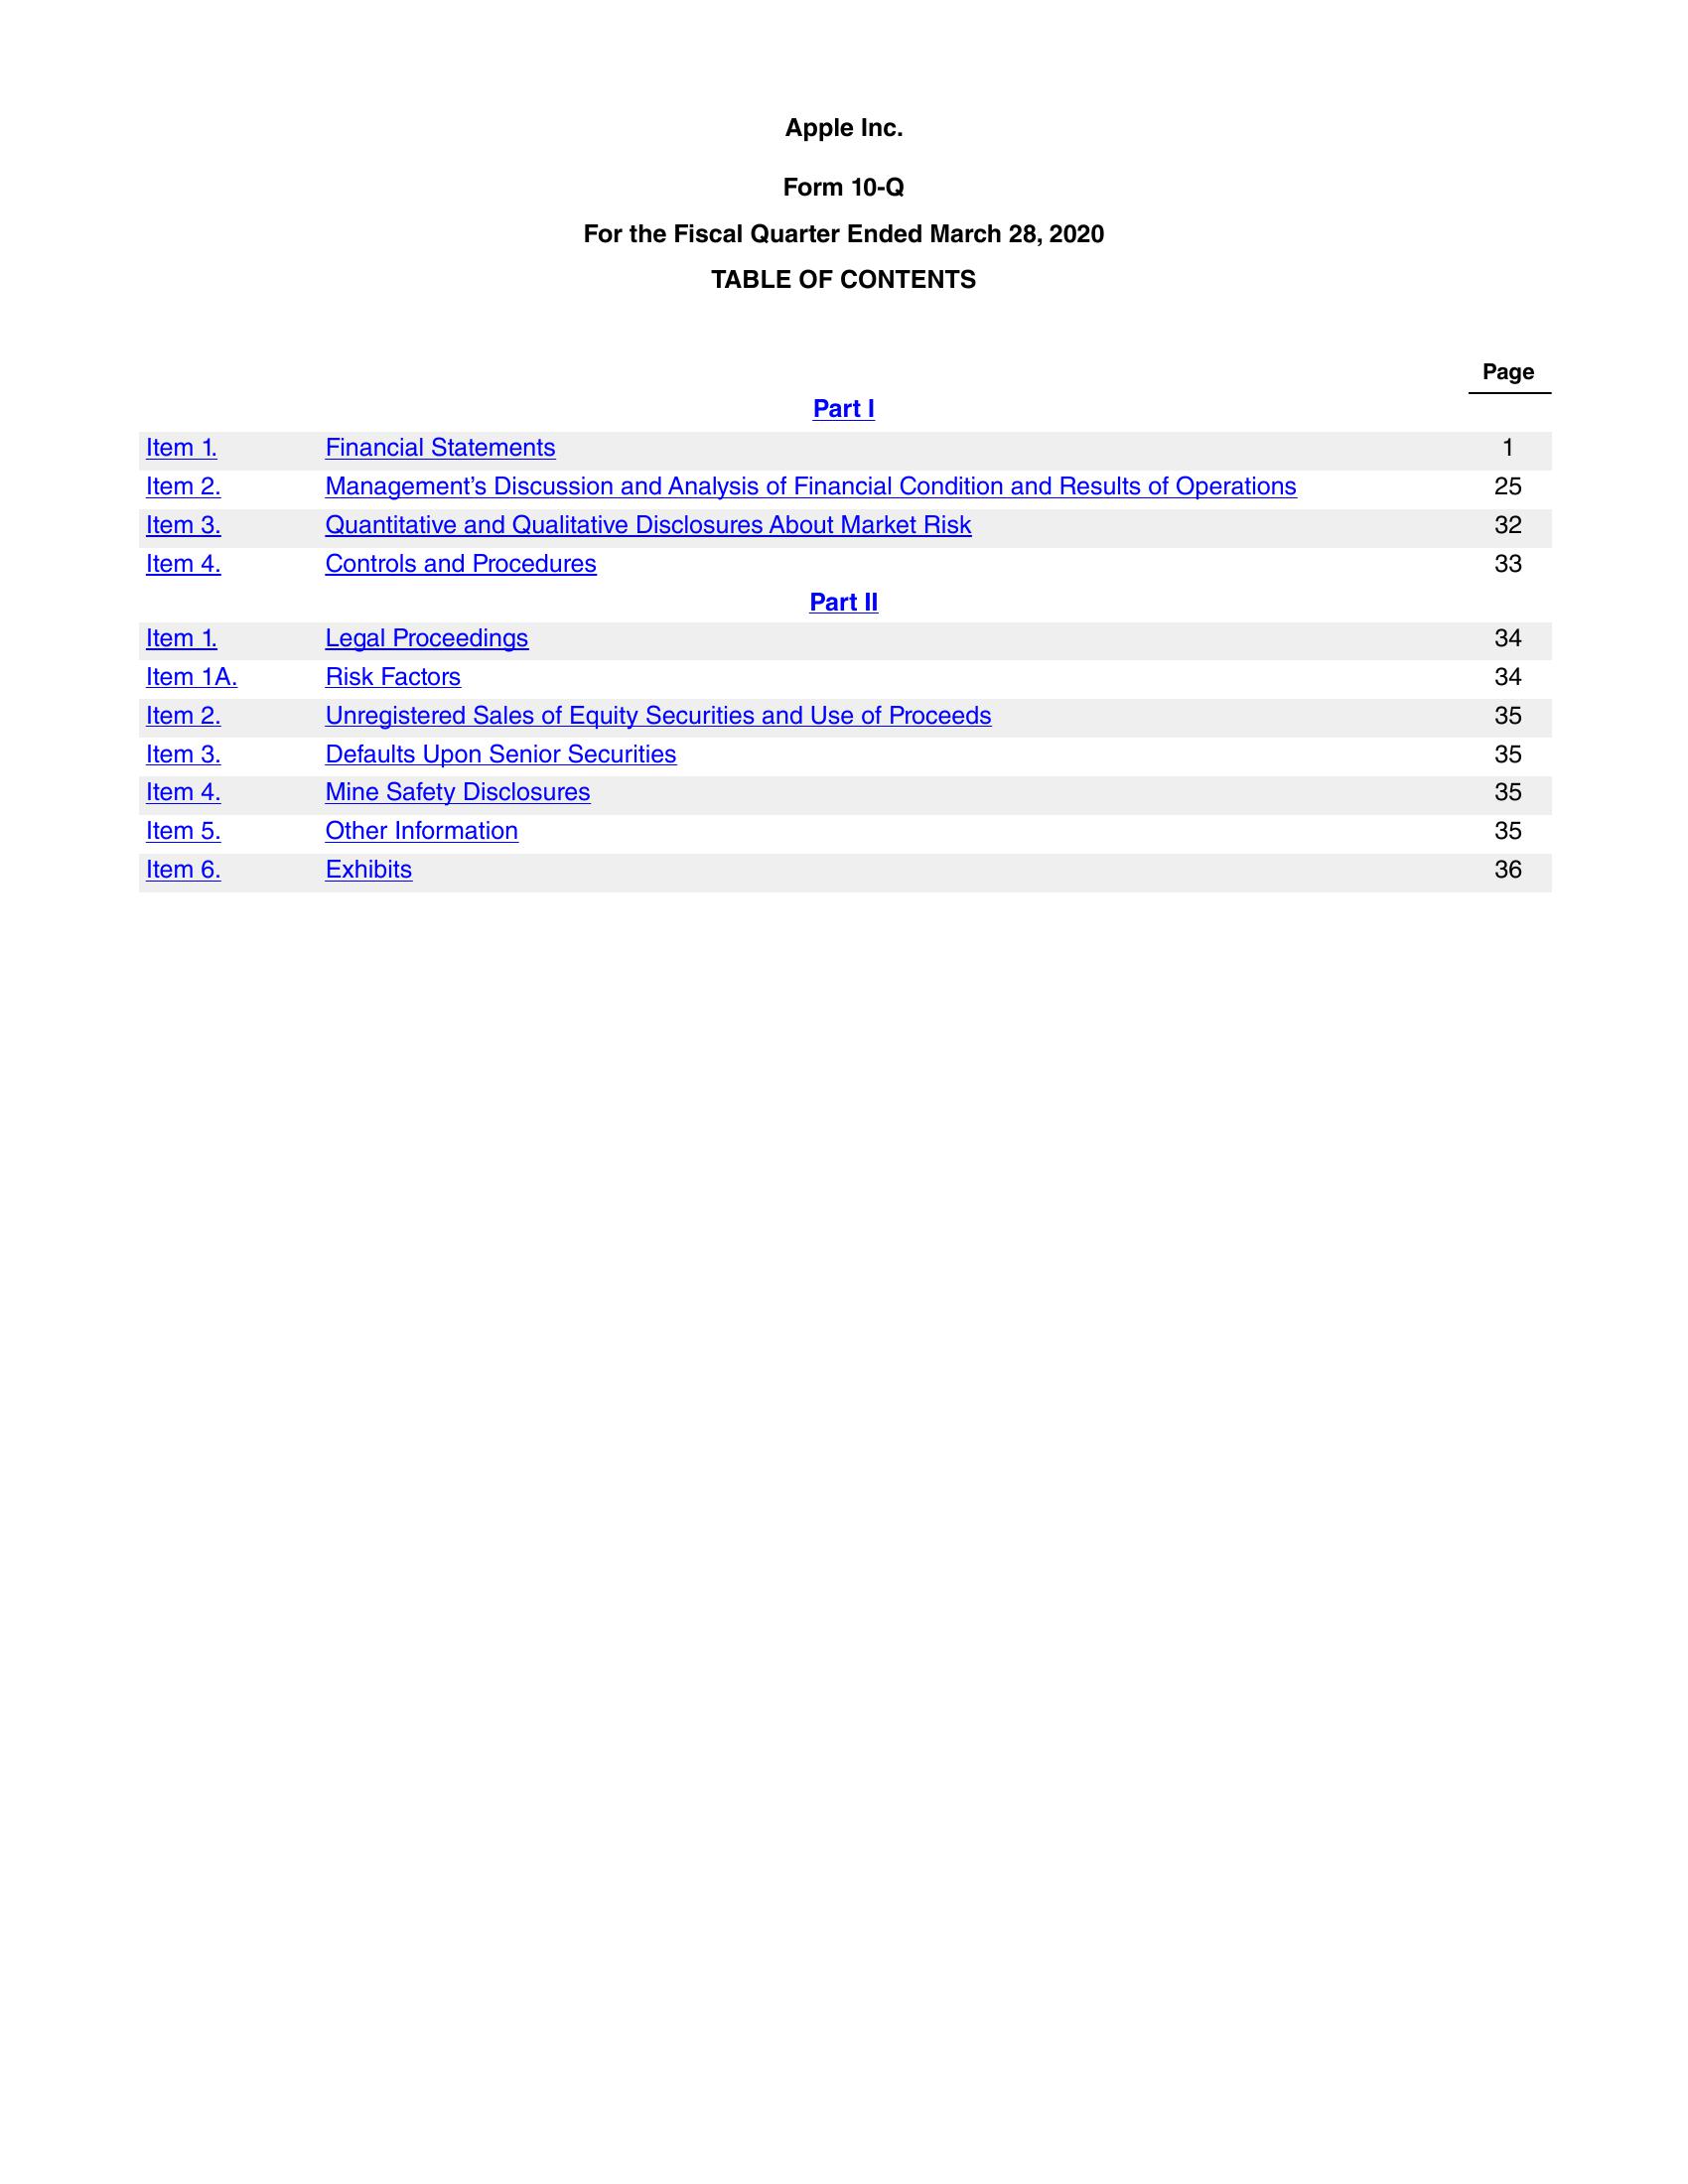 Apple Inc.
Form 10-Q
For the Fiscal Quarter Ended March 28, 2020
TABLE OF CONTENTS
Page
Part I
Item 1. Financial Statements 1
Item 2. Management’s Discussion and Analysis of Financial Condition and Results of Operations 25
Item 3. Quantitative and Qualitative Disclosures About Market Risk 32
Item 4. Controls and Procedures 33
Part II
Item 1. Legal Proceedings 34
Item 1A. Risk Factors 34
Item 2. Unregistered Sales of Equity Securities and Use of Proceeds 35
Item 3. Defaults Upon Senior Securities 35
Item 4. Mine Safety Disclosures 35
Item 5. Other Information 35
Item 6. Exhibits 36